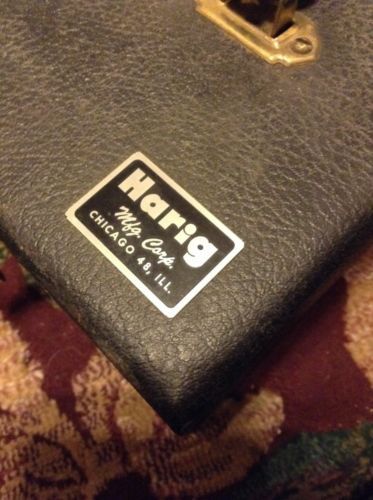 Harig
Mfg. Corp.
CHICAGO 48, ILL.